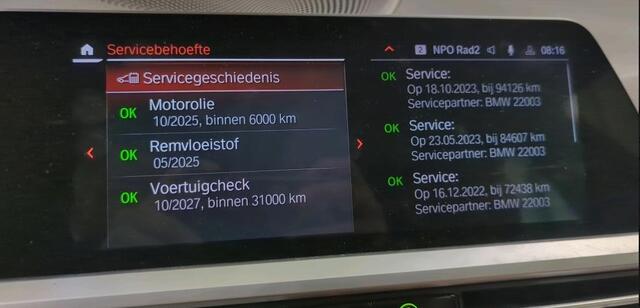 Servicebehoefte
2 NPO Rad2 08:16
Servicegeschiedenis
OK Motorolie
10/2025, binnen 6000 km
OK Remvloeistof
05/2025
OK Voertuigcheck
10/2027, binnen 31000 km
OK Service:
Op 18.10.2023, bij 94126 km
Servicepartner: BMW 22003
OK Service:
Op 23.05.2023, bij 84607 km
Servicepartner: BMW 22003
OK Service:
Op 16.12.2022, bij 72438 km
Servicepartner: BMW 22003